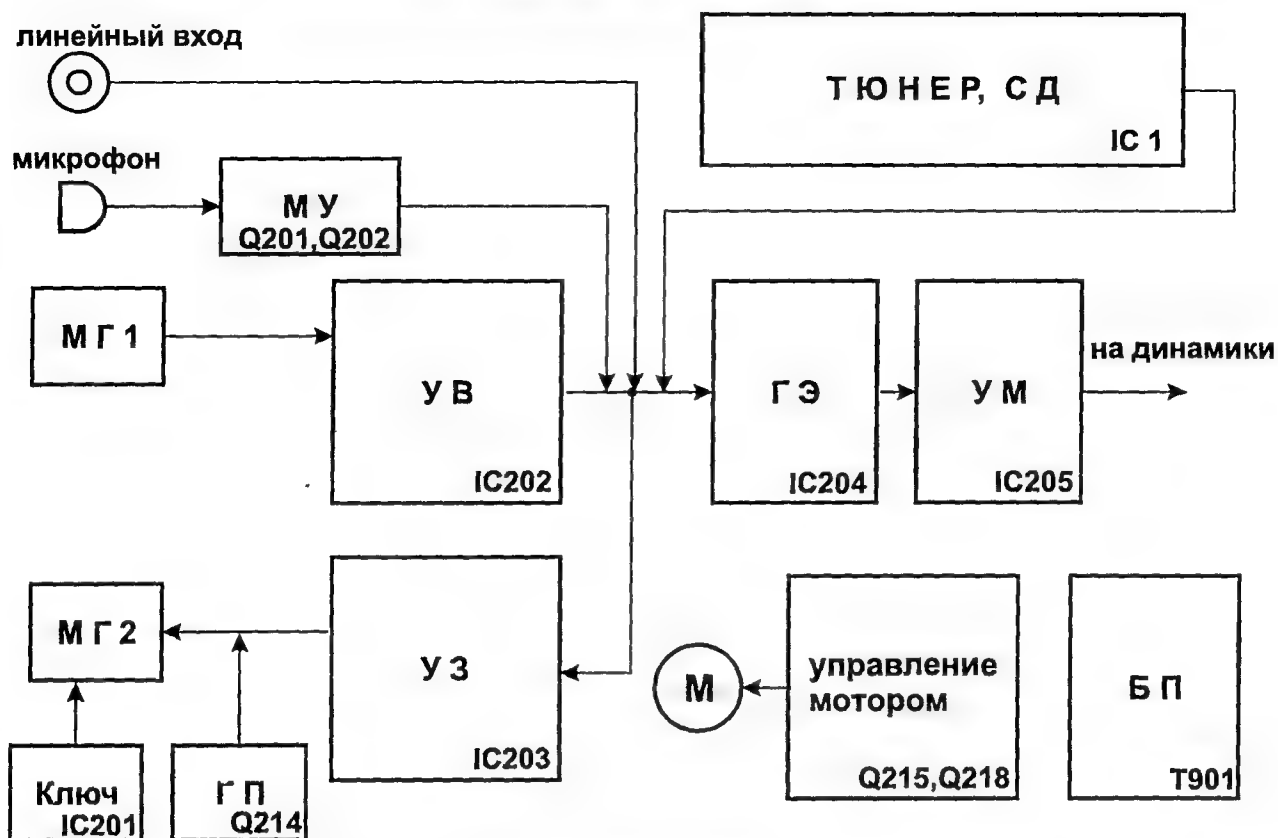 линейный вход
ТЮНЕР, СД
IC 1
микрофон
МУ
Q201,Q202
МГ1
УВ
IC202
ГЭ
IC204
УМ
IC205
на динамики
МГ2
УЗ
IC203
М
управление
мотором
Q215,Q218
БП
T901
Ключ
IC201
ГП
Q214